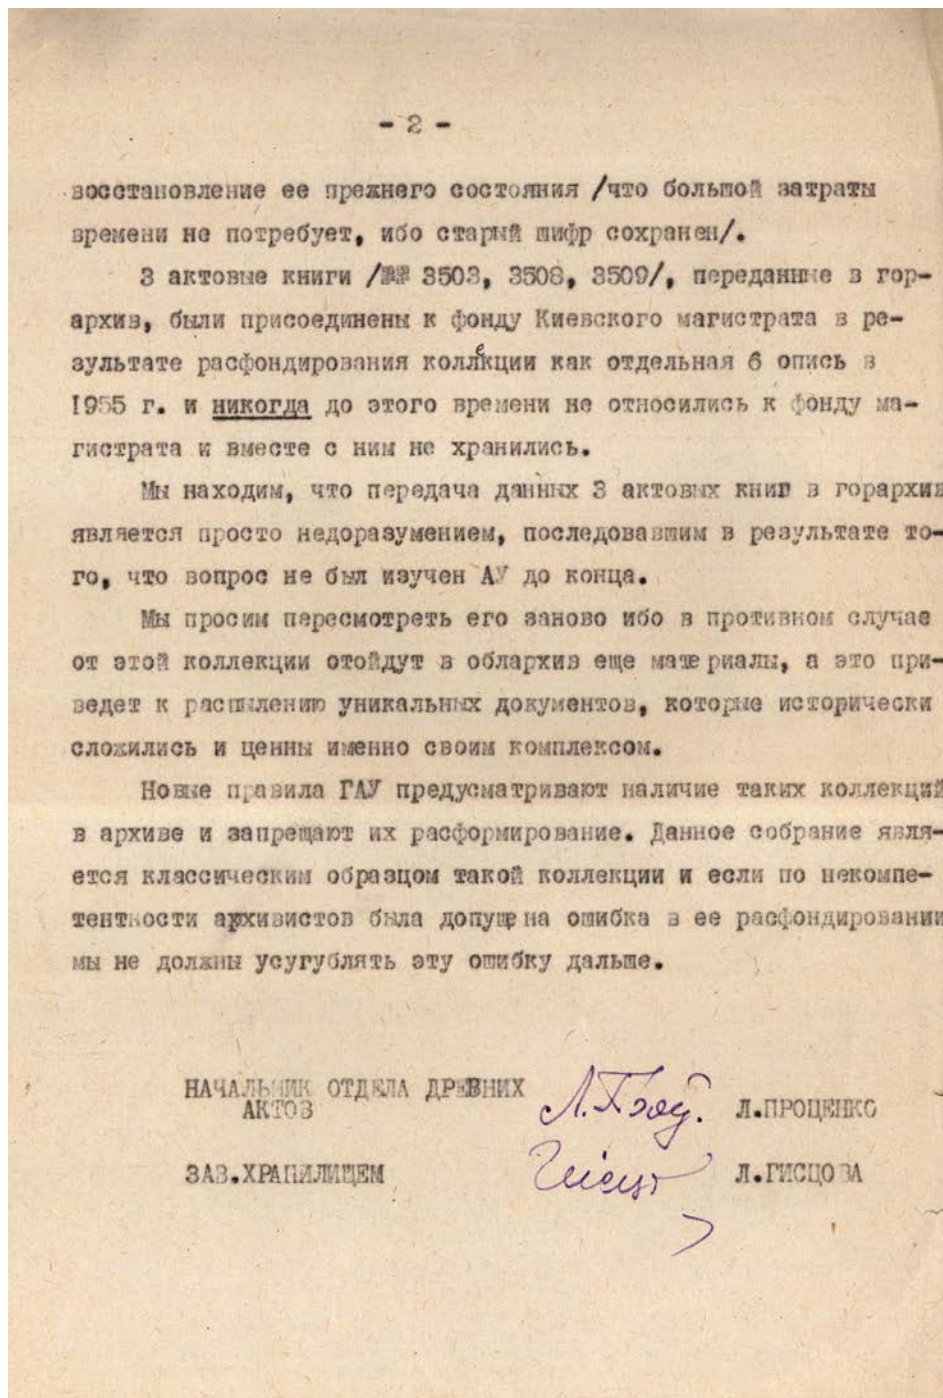 - 2 -
восстановление ее прежнего состояния /что большой затраты
времени не потребует, ибо старый шифр сохранен/.
3 актовые книги /№№ 3503, 3508, 3509/, переданные в гор-
архив, были присоединены к фонду Киевского магистрата в ре-
зультате расфондирования коллекции как отдельная 6 опись в
1955 г. и никогда до этого времени не относились к фонду ма-
гистрата и вместе с ним не хранились.
Мы находим, что передача данных 3 актовых книг в горархив
является просто недоразумением, последовавшим в результате то-
го, что вопрос не был изучен АУ до конца.
Мы просим пересмотреть его заново ибо в противном случае
от этой коллекции отойдут в облархив еще материалы, а это при-
ведет к распылению уникальных документов, которые исторически
сложились и ценны именно своим комплексом.
Новые правила ГАУ предусматривают наличие таких коллекций
в архиве и запрещают их расформирование. Данное собрание явля-
ется классическим образцом такой коллекции и если по некомпе-
тентности архивистов была допущена ошибка в ее расфондировании
мы не должны усугублять эту ошибку дальше.
НАЧАЛЬНИК ОТДЕЛА ДРЕВНИХ
АКТОВ Л.ПРОЦЕНКО
ЗАВ.ХРАНИЛИЩЕМ Л.ГИСЦОВА